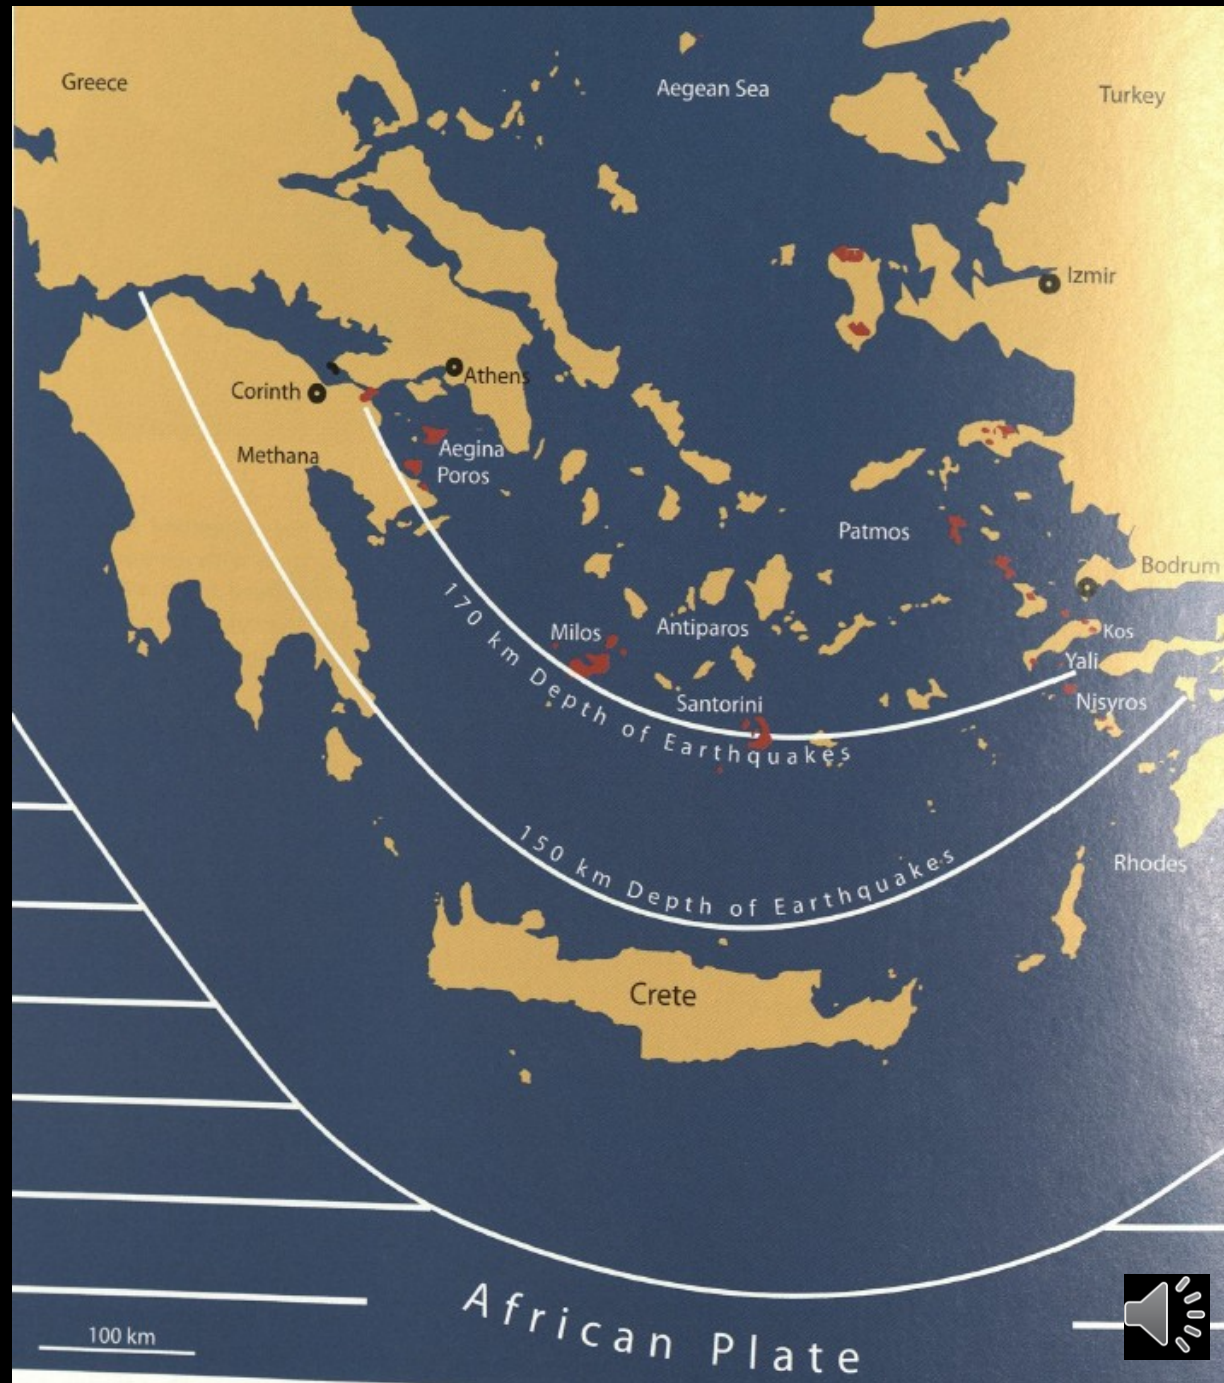 Greece
Aegean Sea
Turkey
Izmir
Corinth
Athens
Methana
Aegina
Poros
Patmos
Bodrum
Milos
Antiparos
Kos
Yali
Santorini
Nisyros
170 km Depth of Earthquakes
150 km Depth of Earthquakes
Rhodes
Crete
African Plate
100 km